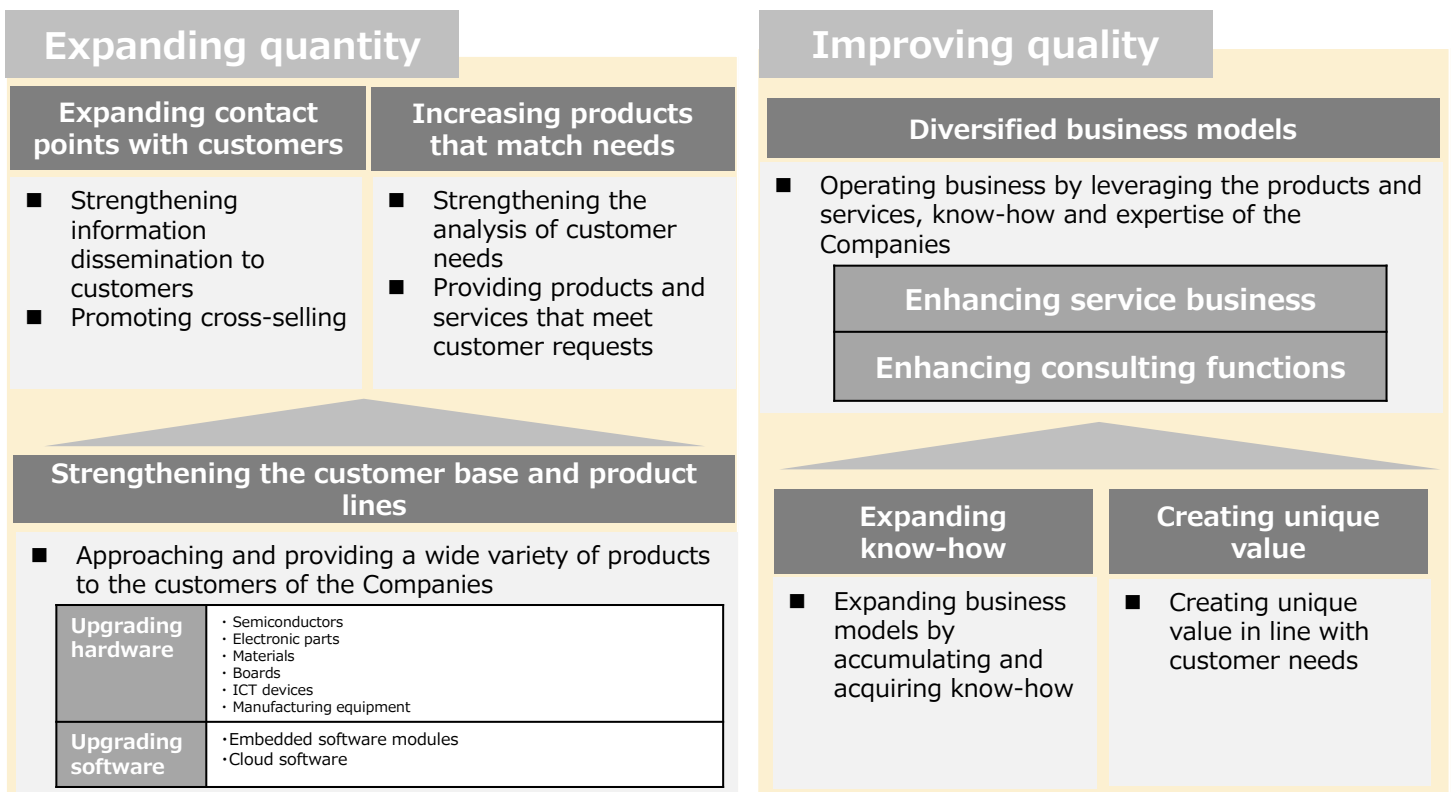 Expanding quantity
Expanding contact
points with customers
■ Strengthening
information
dissemination to
customers
■ Promoting cross-selling
Increasing products
that match needs
■ Strengthening the
analysis of customer
needs
■ Providing products and
services that meet
customer requests
Strengthening the customer base and product
lines
■ Approaching and providing a wide variety of products
to the customers of the Companies
Upgrading
hardware
・Semiconductors
・Electronic parts
・Materials
・Boards
・ICT devices
・Manufacturing equipment
Upgrading
software
・Embedded software modules
・Cloud software
Improving quality
Diversified business models
■ Operating business by leveraging the products and
services, know-how and expertise of the
Companies
Enhancing service business
Enhancing consulting functions
Expanding
know-how
■ Expanding business
models by
accumulating and
acquiring know-how
Creating unique
value
■ Creating unique
value in line with
customer needs